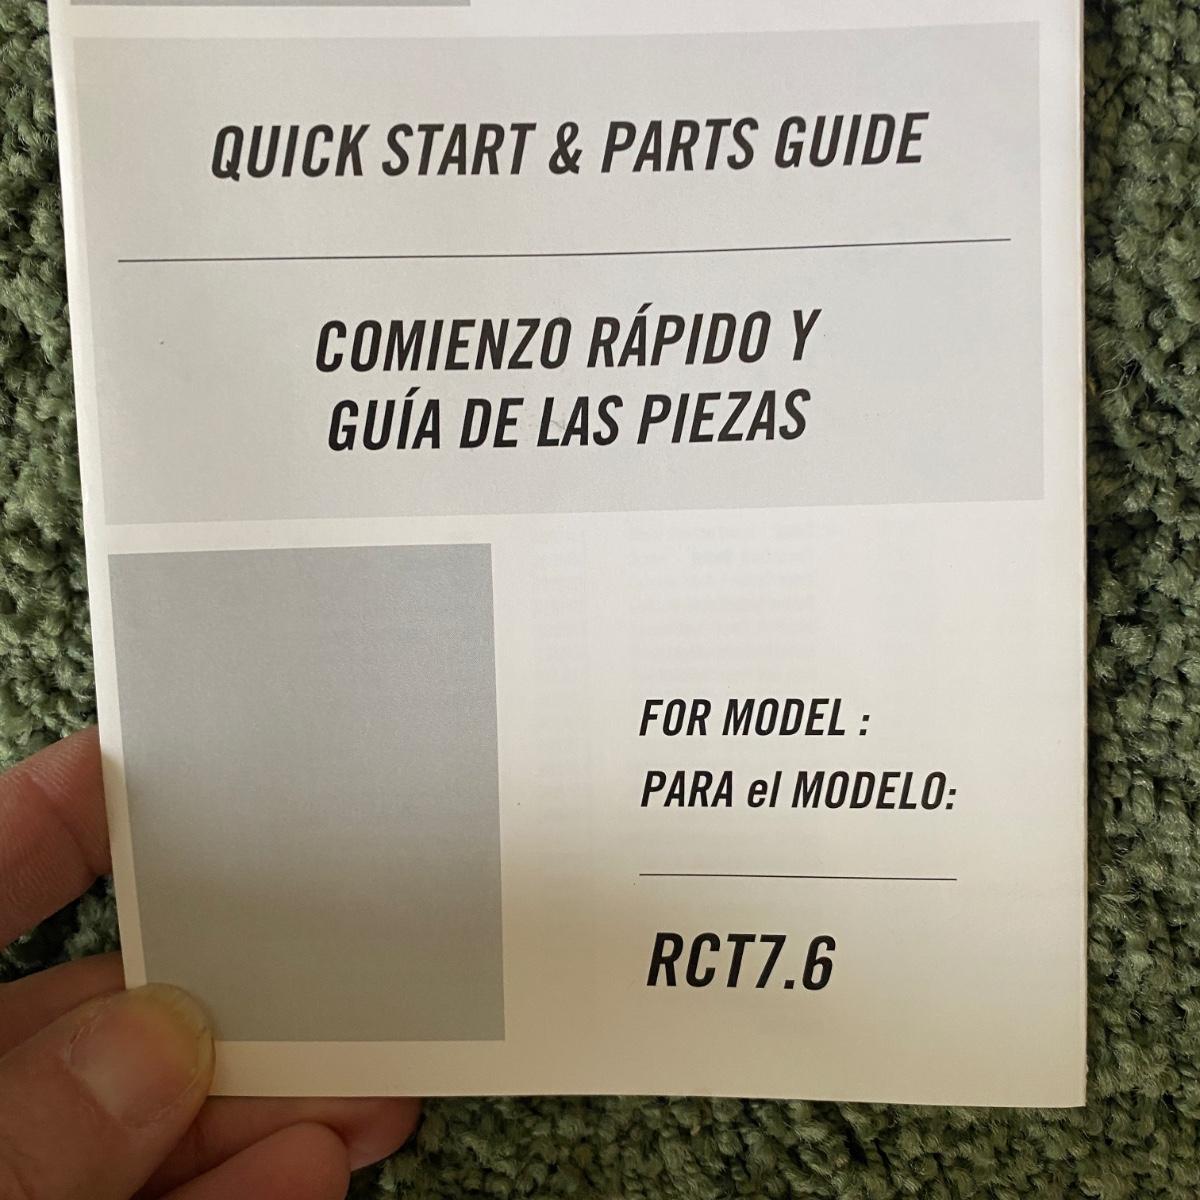 QUICK START & PARTS GUIDE
COMIENZO RÁPIDO Y
GUÍA DE LAS PIEZAS
FOR MODEL :
PARA el MODELO:
RCT7.6